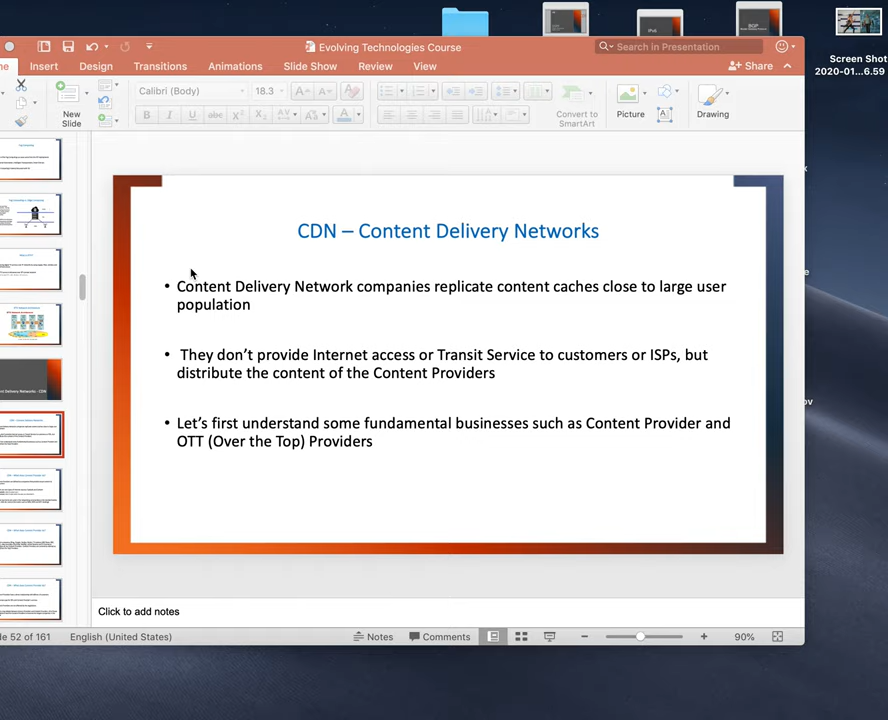 Evolving Technologies Course
Search in Presentation
Insert Design Transitions Animations Slide Show Review View
Share
Calibri (Body) 18.3
New
Slide
Convert to
SmartArt
Picture
Drawing
Screen Shot
2020-01...6.59
CDN – Content Delivery Networks
• Content Delivery Network companies replicate content caches close to large user
population
• They don’t provide Internet access or Transit Service to customers or ISPs, but
distribute the content of the Content Providers
• Let’s first understand some fundamental businesses such as Content Provider and
OTT (Over the Top) Providers
Click to add notes
52 of 161 English (United States) Notes Comments 90%